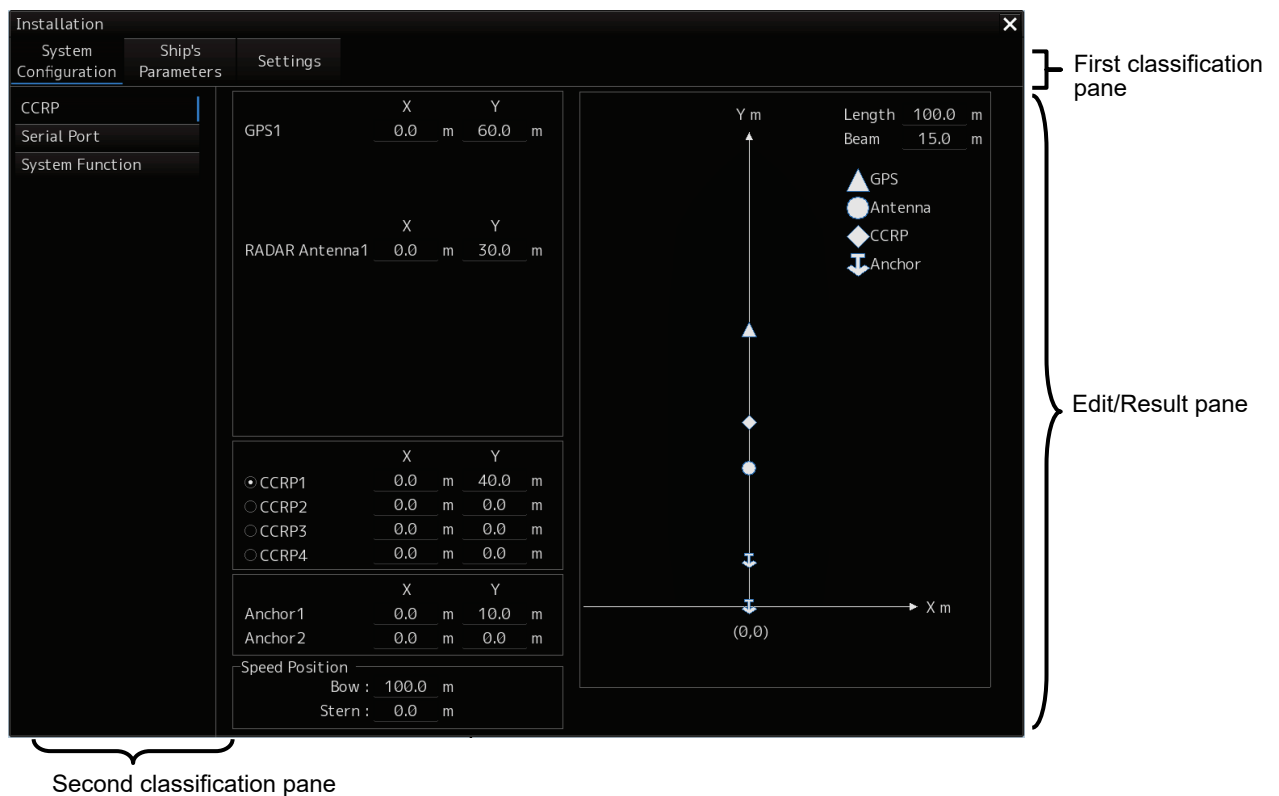 Installation
System
Configuration
Ship's
Parameters
Settings
First classification
pane
CCRP
Serial Port
System Function
X Y
GPS1 0.0 m 60.0 m
X Y
RADAR Antenna1 0.0 m 30.0 m
X Y
CCRP1 0.0 m 40.0 m
CCRP2 0.0 m 0.0 m
CCRP3 0.0 m 0.0 m
CCRP4 0.0 m 0.0 m
X Y
Anchor1 0.0 m 10.0 m
Anchor2 0.0 m 0.0 m
Speed Position
Bow : 100.0 m
Stern : 0.0 m
Y m
Length 100.0 m
Beam 15.0 m
GPS
Antenna
CCRP
Anchor
X m
(0,0)
Edit/Result pane
Second classification pane